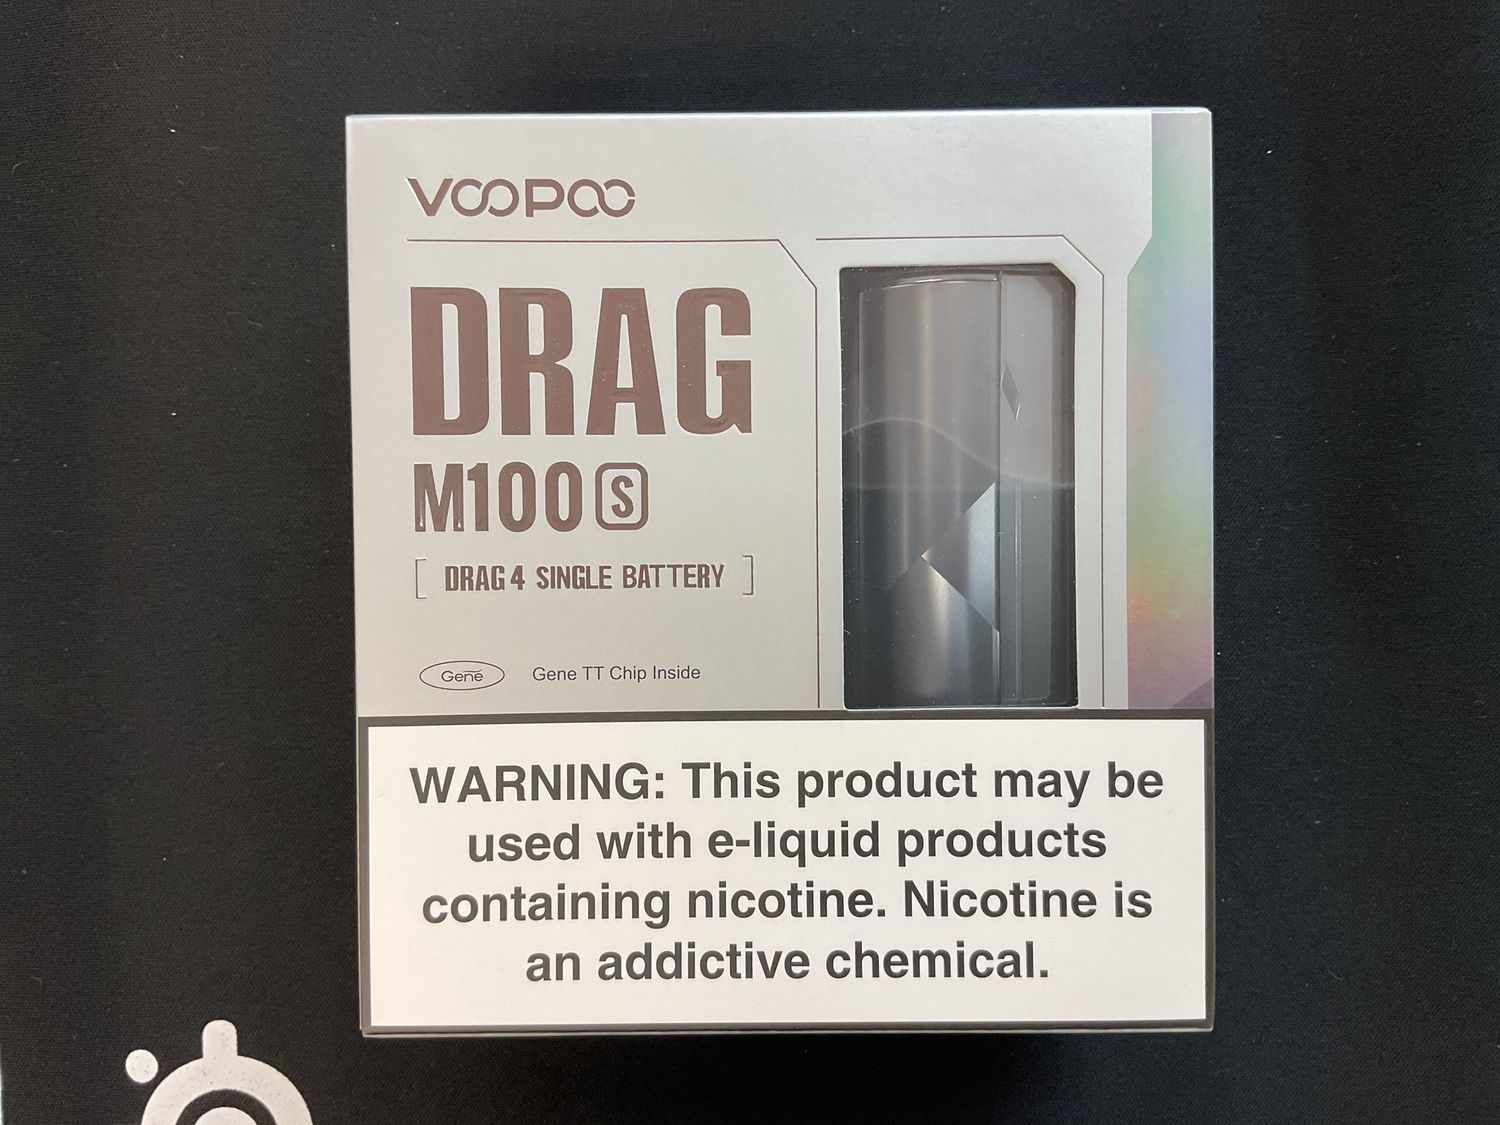 VOOPOO
DRAG
M100 S
[ DRAG 4 SINGLE BATTERY ]
Gene Gene TT Chip Inside
WARNING: This product may be
used with e-liquid products
containing nicotine. Nicotine is
an addictive chemical.